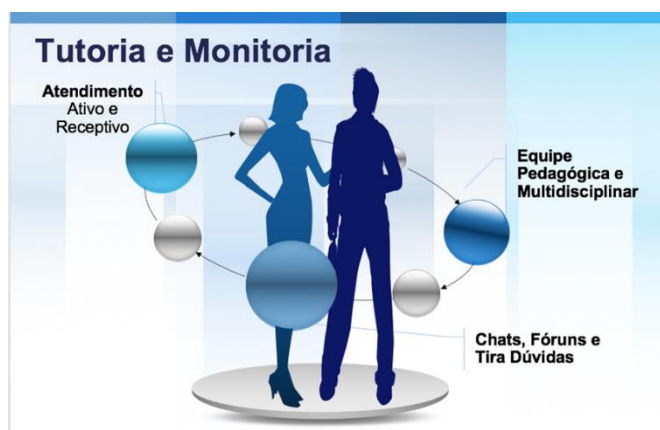 Tutoria e Monitoria
Atendimento
Ativo e
Receptivo
Equipe
Pedagógica e
Multidisciplinar
Chats, Fóruns e
Tira Dúvidas